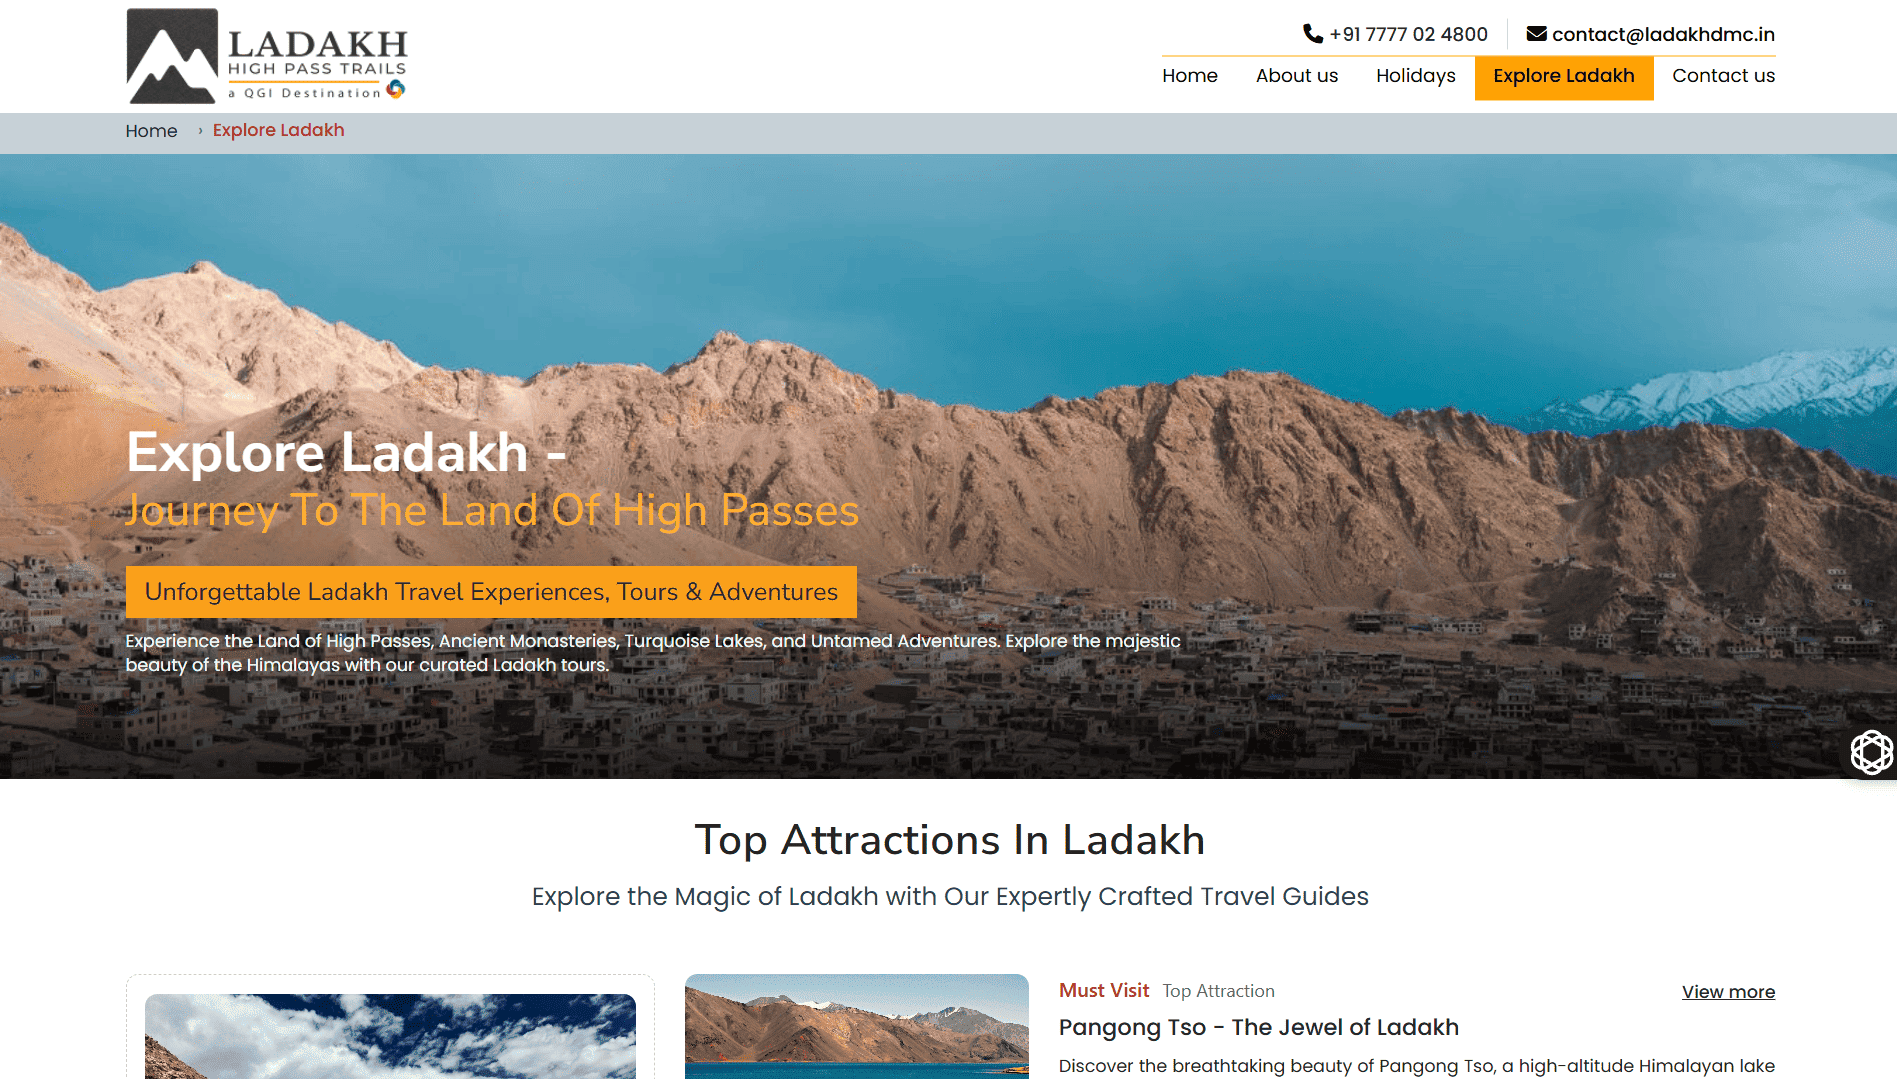 LADAKH
HIGH PASS TRAILS
a QGI Destination
+91 7777 02 4800
contact@ladakhdmc.in
Home
About us
Holidays
Explore Ladakh
Contact us
Home › Explore Ladakh
Explore Ladakh -
Journey To The Land Of High Passes
Unforgettable Ladakh Travel Experiences, Tours & Adventures
Experience the Land of High Passes, Ancient Monasteries, Turquoise Lakes, and Untamed Adventures. Explore the majestic
beauty of the Himalayas with our curated Ladakh tours.
Top Attractions In Ladakh
Explore the Magic of Ladakh with Our Expertly Crafted Travel Guides
Must Visit Top Attraction
View more
Pangong Tso - The Jewel of Ladakh
Discover the breathtaking beauty of Pangong Tso, a high-altitude Himalayan lake